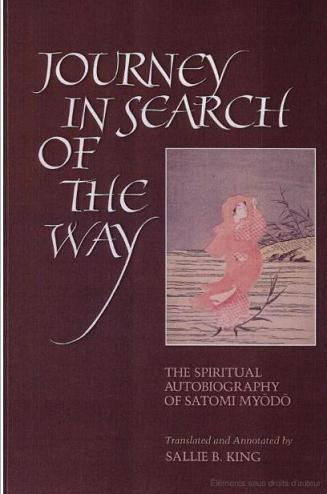 JOURNEY
IN SEARCH
OF
THE
WAY
THE SPIRITUAL
AUTOBIOGRAPHY
OF SATOMI MYŌDŌ
Translated and Annotated by
SALLIE B. KING
Éléments sous droits d'auteur